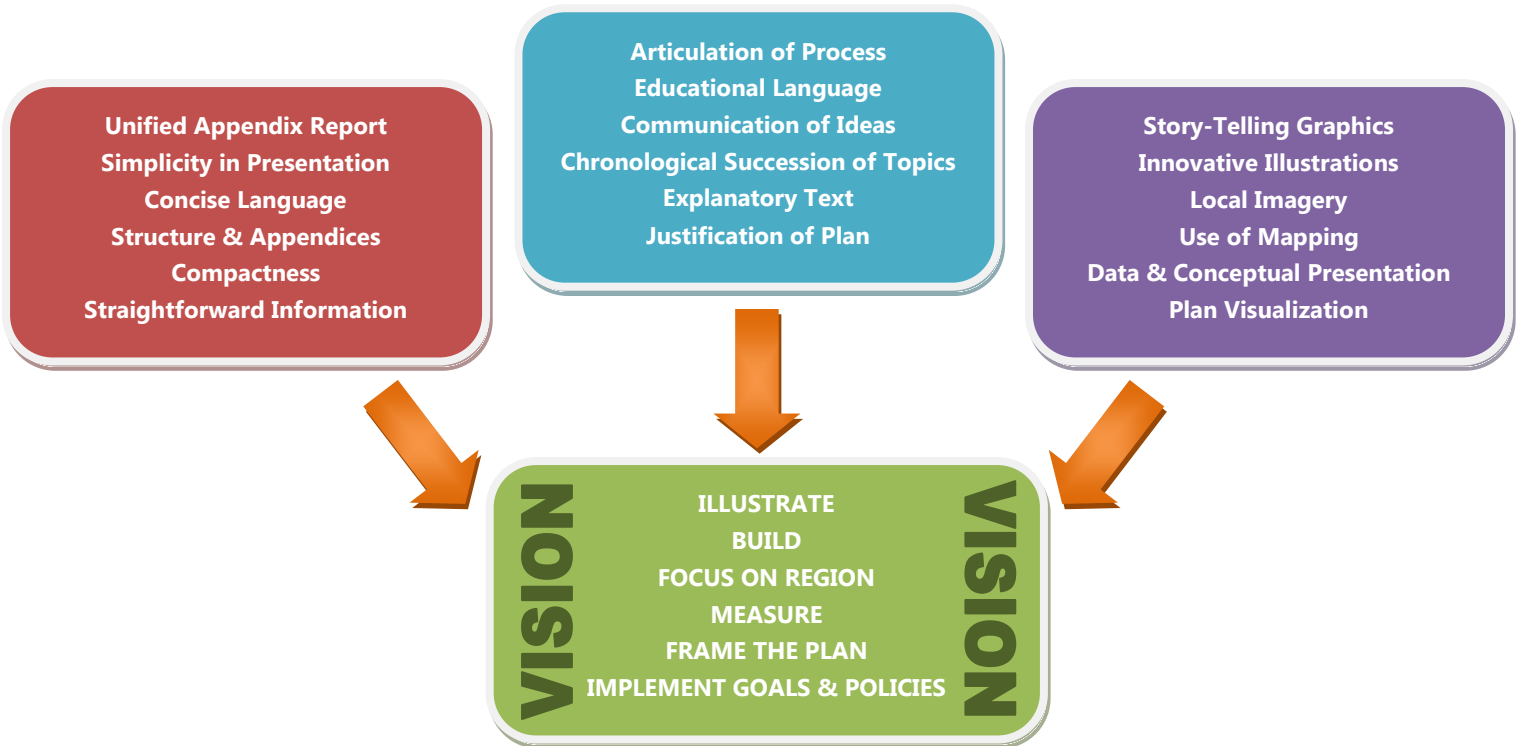 Unified Appendix Report
Simplicity in Presentation
Concise Language
Structure & Appendices
Compactness
Straightforward Information
Articulation of Process
Educational Language
Communication of Ideas
Chronological Succession of Topics
Explanatory Text
Justification of Plan
Story-Telling Graphics
Innovative Illustrations
Local Imagery
Use of Mapping
Data & Conceptual Presentation
Plan Visualization
VISION
ILLUSTRATE
BUILD
FOCUS ON REGION
MEASURE
FRAME THE PLAN
IMPLEMENT GOALS & POLICIES
VISION